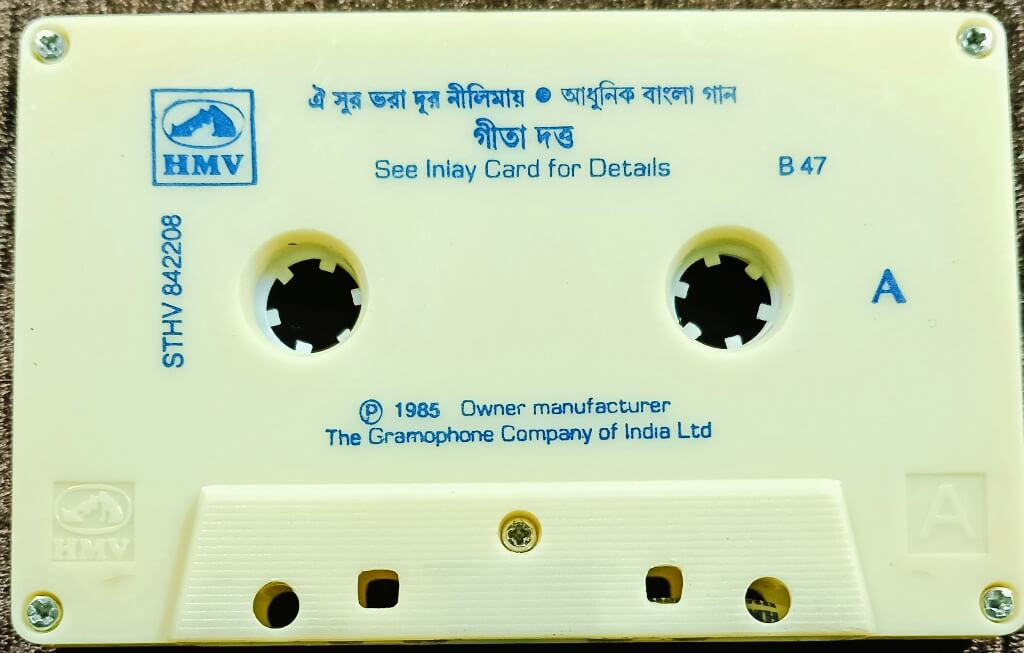 ঐ সুর ভরা দূর নীলিমায় • আধুনিক বাংলা গান
গীতা দত্ত
See Inlay Card for Details
B 47
HMV
STHV 842208
A
℗ 1985 Owner manufacturer
The Gramophone Company of India Ltd
HMV
A